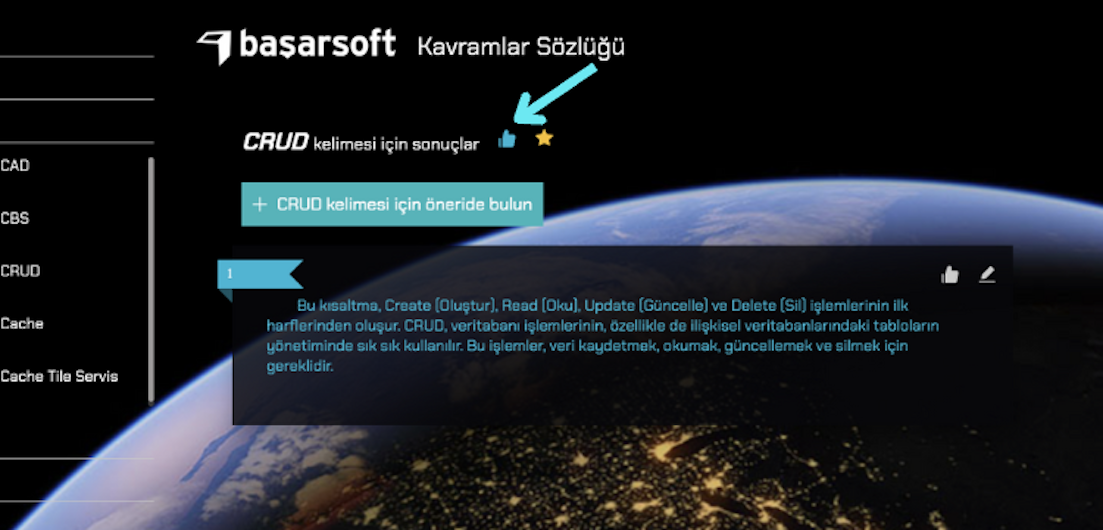 başarsoft Kavramlar Sözlüğü
CRUD kelimesi için sonuçlar
+ CRUD kelimesi için öneride bulun
CAD
CBS
CRUD
Cache
Cache Tile Servis
1
Bu kısaltma, Create (Oluştur), Read (Oku), Update (Güncelle) ve Delete (Sil) işlemlerinin ilk
harflerinden oluşur. CRUD, veritabanı işlemlerinin, özellikle de ilişkisel veritabanlarındaki tabloların
yönetiminde sık sık kullanılır. Bu işlemler, veri kaydetmek, okumak, güncellemek ve silmek için
gereklidir.